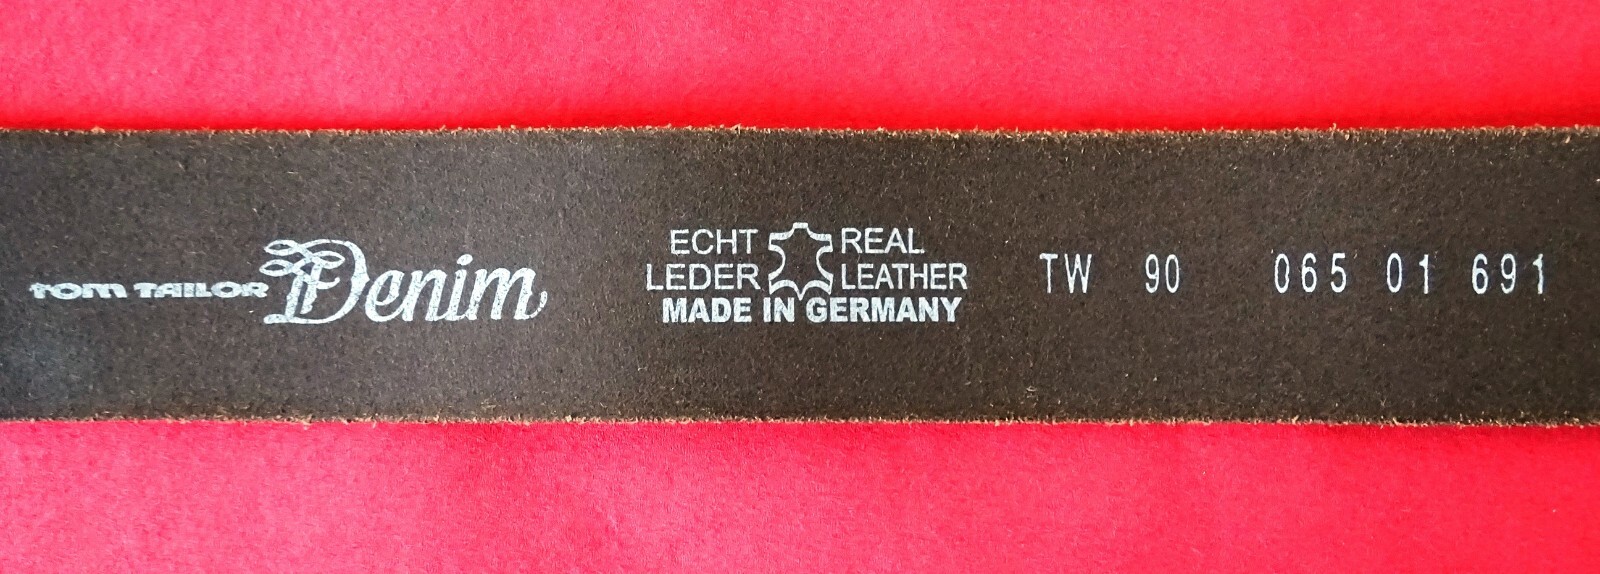 TOM TAILOR Denim
ECHT LEDER
REAL LEATHER
MADE IN GERMANY
TW 90 065 01 691